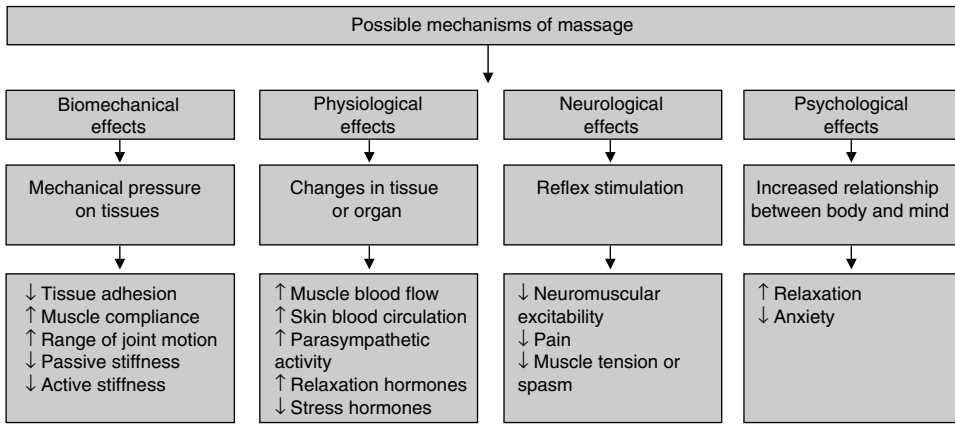 Possible mechanisms of massage
Biomechanical
effects
Physiological
effects
Neurological
effects
Psychological
effects
Mechanical pressure
on tissues
Changes in tissue
or organ
Reflex stimulation
Increased relationship
between body and mind
↓ Tissue adhesion
↑ Muscle compliance
↑ Range of joint motion
↓ Passive stiffness
↓ Active stiffness
↑ Muscle blood flow
↑ Skin blood circulation
↑ Parasympathetic
activity
↑ Relaxation hormones
↓ Stress hormones
↓ Neuromuscular
excitability
↓ Pain
↓ Muscle tension or
spasm
↑ Relaxation
↓ Anxiety